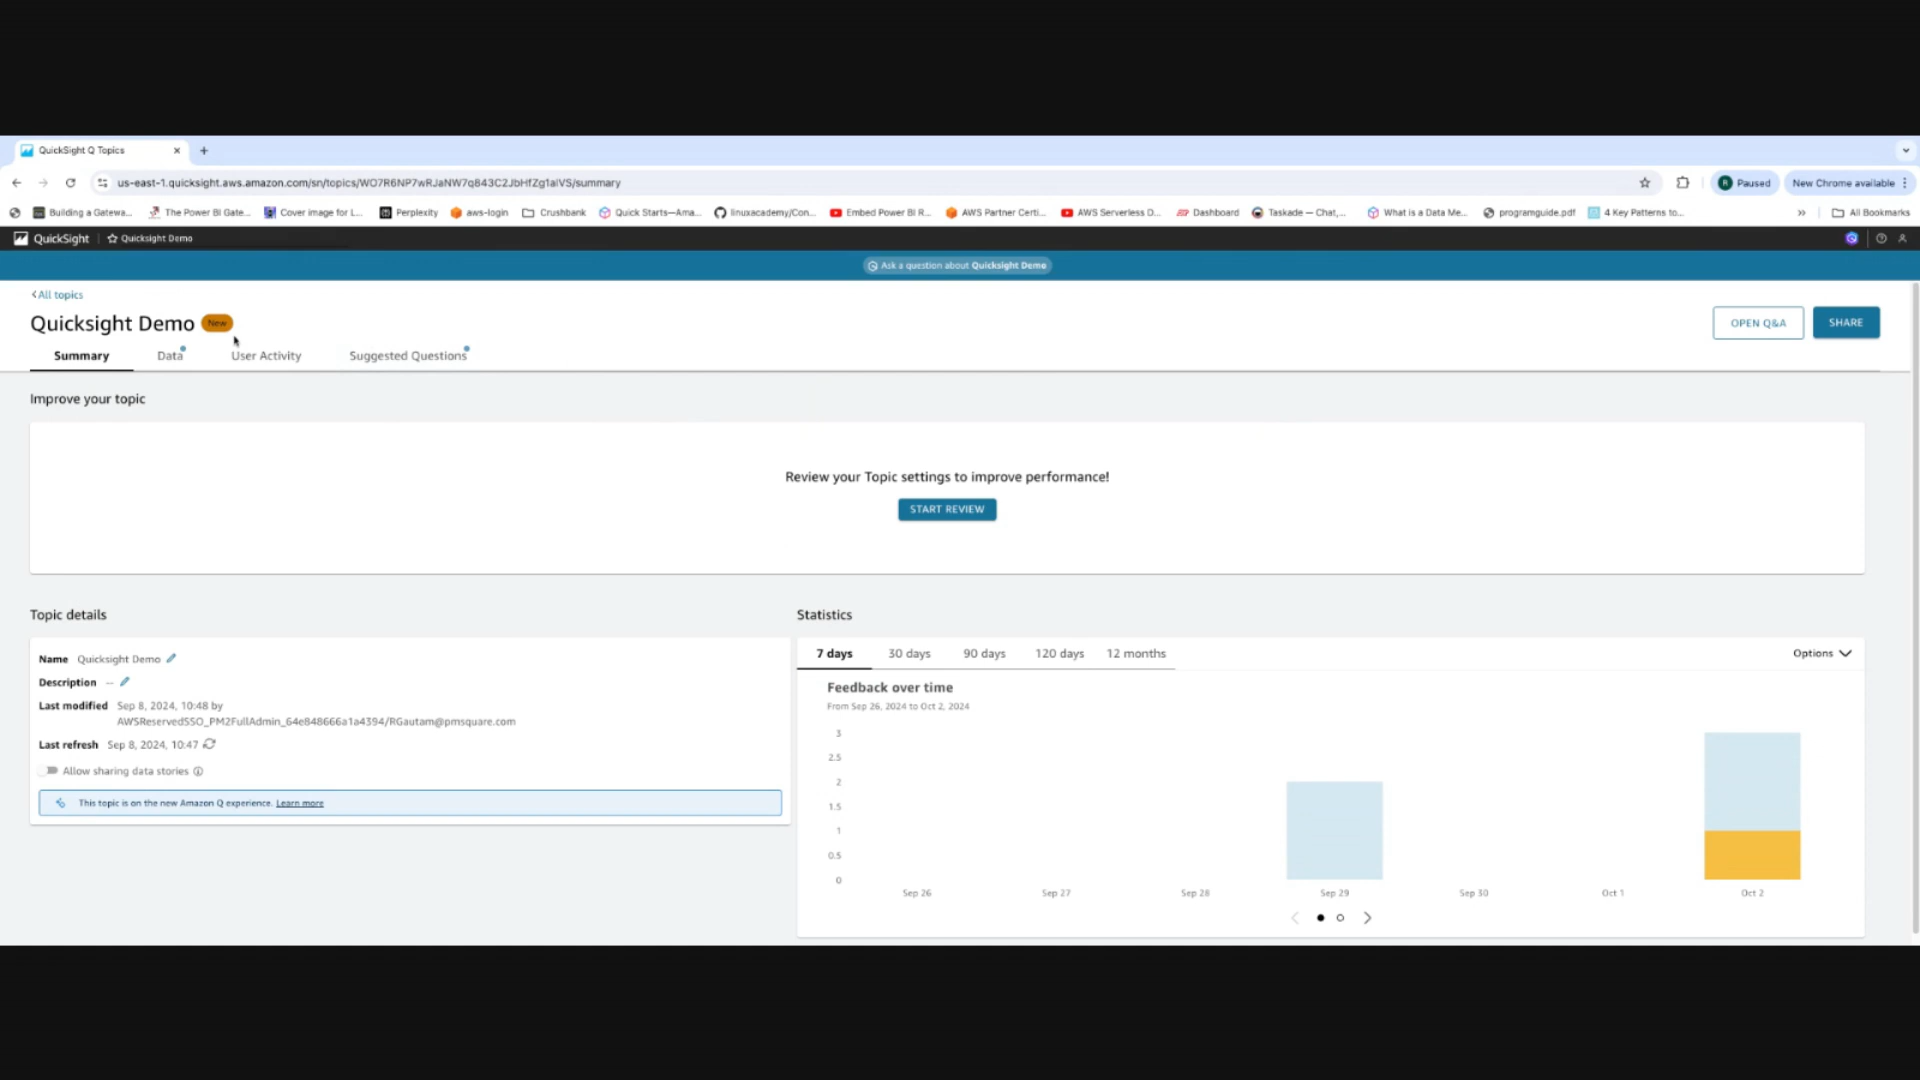 QuickSight Q Topics
us-east-1.quicksight.aws.amazon.com/sn/topics/WO7R6NP7wRJaNW7q843C2JbHfZg1alVS/summary
Paused
New Chrome available
Building a Gatewa...
The Power BI Gate...
Cover image for L...
Perplexity
aws-login
Crushbank
Quick Starts—Ama...
linuxacademy/Con...
Embed Power BI R...
AWS Partner Certi...
AWS Serverless D...
Dashboard
Taskade — Chat,...
What is a Data Me...
programguide.pdf
4 Key Patterns to...
All Bookmarks
QuickSight
Quicksight Demo
Ask a question about Quicksight Demo
All topics
Quicksight Demo
New
OPEN Q&A
SHARE
Summary
Data
User Activity
Suggested Questions
Improve your topic
Review your Topic settings to improve performance!
START REVIEW
Topic details
Name Quicksight Demo
Description --
Last modified Sep 8, 2024, 10:48 by
AWSReservedSSO_PM2FullAdmin_64e848666a1a4394/RGautam@pmsquare.com
Last refresh Sep 8, 2024, 10:47
Allow sharing data stories
This topic is on the new Amazon Q experience. Learn more
Statistics
7 days
30 days
90 days
120 days
12 months
Options
Feedback over time
From Sep 26, 2024 to Oct 2, 2024
3
2.5
2
1.5
1
0.5
0
Sep 26
Sep 27
Sep 28
Sep 29
Sep 30
Oct 1
Oct 2